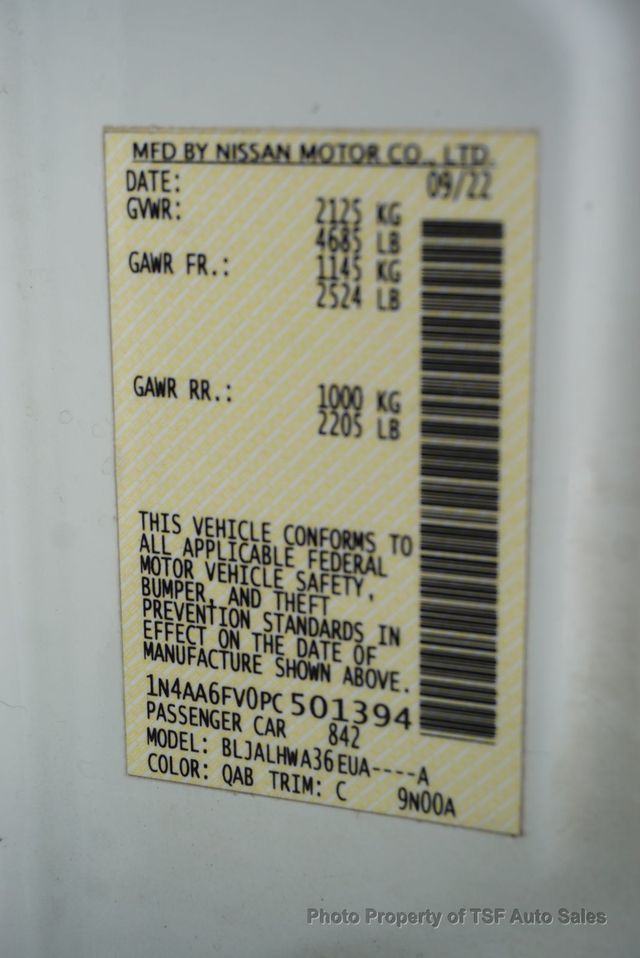 MFD BY NISSAN MOTOR CO., LTD.
DATE: 09/22
GVWR: 2125 KG
4685 LB
GAWR FR.: 1145 KG
2524 LB
GAWR RR.: 1000 KG
2205 LB
THIS VEHICLE CONFORMS TO
ALL APPLICABLE FEDERAL
MOTOR VEHICLE SAFETY,
BUMPER, AND THEFT
PREVENTION STANDARDS IN
EFFECT ON THE DATE OF
MANUFACTURE SHOWN ABOVE.
1N4AA6FV0PC501394
PASSENGER CAR 842
MODEL: BLJALHWA36EUA----A
COLOR: QAB TRIM: C 9N00A
Photo Property of TSF Auto Sales